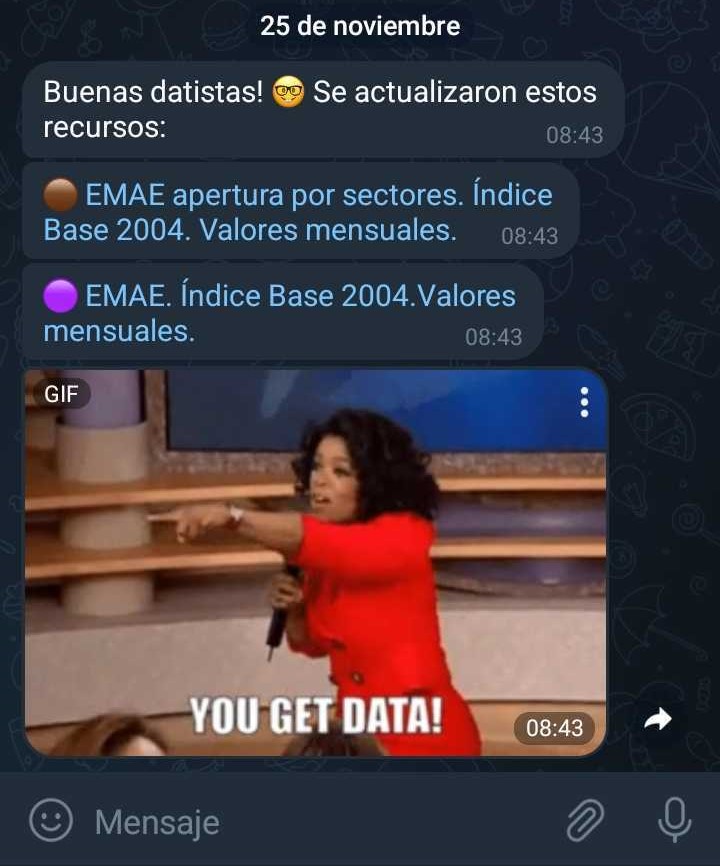 25 de noviembre
Buenas datistas! 🤓 Se actualizaron estos
recursos:
08:43
🟤 EMAE apertura por sectores. Índice
Base 2004. Valores mensuales.
08:43
🟣 EMAE. Índice Base 2004.Valores
mensuales.
08:43
GIF
YOU GET DATA!
08:43
Mensaje